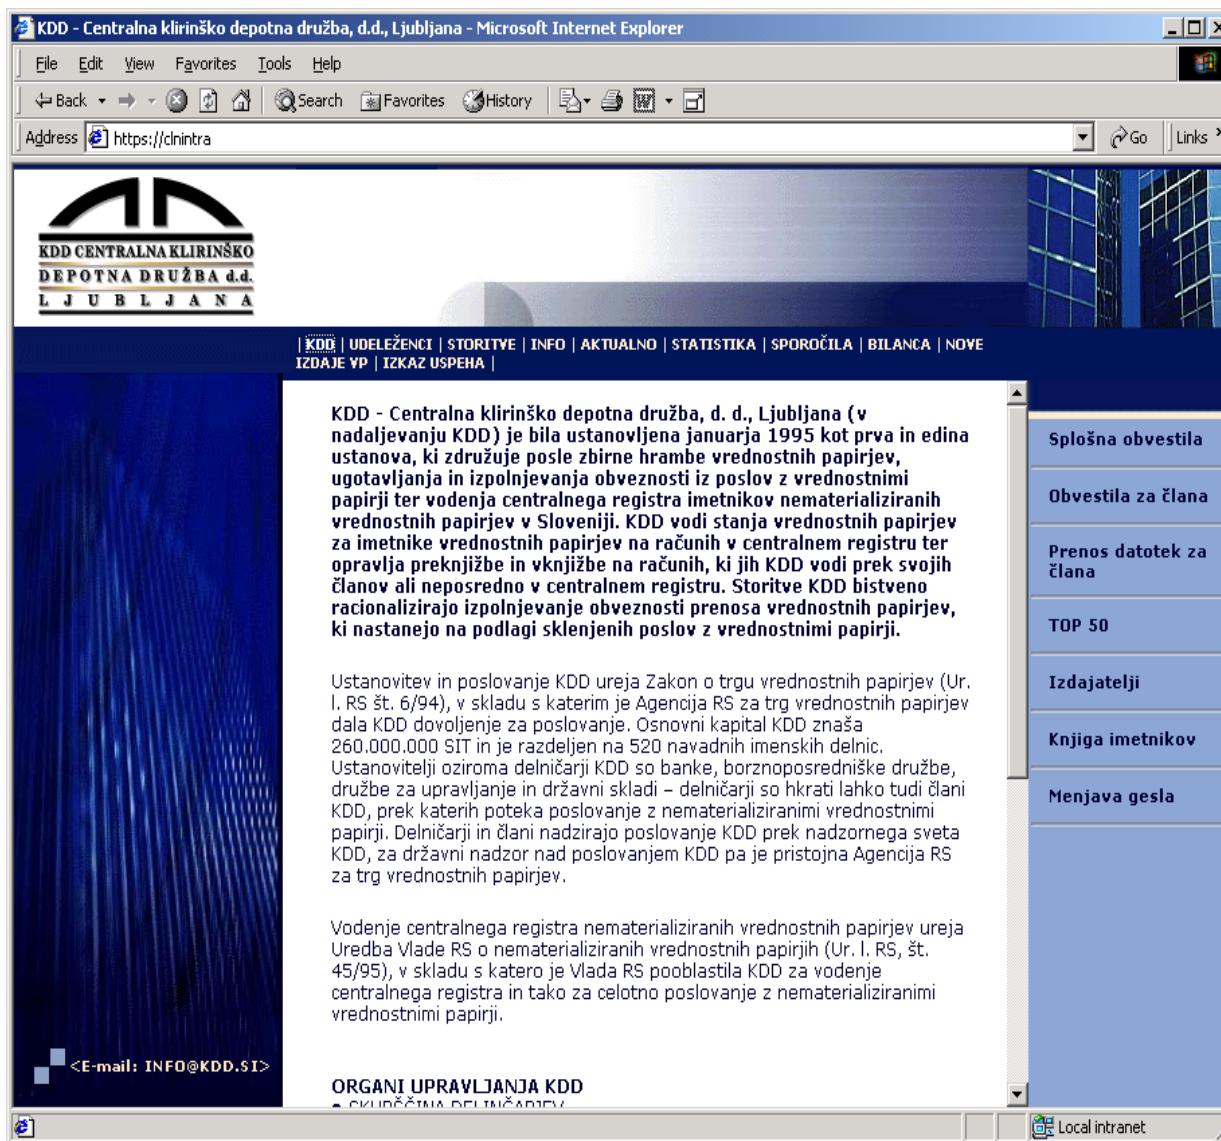 KDD - Centralna klirinško depotna družba, d.d., Ljubljana - Microsoft Internet Explorer
File Edit View Favorites Tools Help
Back Search Favorites History
Address https://clnintra Go Links
KDD CENTRALNA KLIRINŠKO
DEPOTNA DRUŽBA d.d.
LJUBLJANA
| KDD | UDELEŽENCI | STORITVE | INFO | AKTUALNO | STATISTIKA | SPOROČILA | BILANCA | NOVE
IZDAJE VP | IZKAZ USPEHA |
KDD - Centralna klirinško depotna družba, d. d., Ljubljana (v
nadaljevanju KDD) je bila ustanovljena januarja 1995 kot prva in edina
ustanova, ki združuje posle zbirne hrambe vrednostnih papirjev,
ugotavljanja in izpolnjevanja obveznosti iz poslov z vrednostnimi
papirji ter vodenja centralnega registra imetnikov nematerializiranih
vrednostnih papirjev v Sloveniji. KDD vodi stanja vrednostnih papirjev
za imetnike vrednostnih papirjev na računih v centralnem registru ter
opravlja preknjižbe in vknjižbe na računih, ki jih KDD vodi prek svojih
članov ali neposredno v centralnem registru. Storitve KDD bistveno
racionalizirajo izpolnjevanje obveznosti prenosa vrednostnih papirjev,
ki nastanejo na podlagi sklenjenih poslov z vrednostnimi papirji.
Ustanovitev in poslovanje KDD ureja Zakon o trgu vrednostnih papirjev (Ur.
l. RS št. 6/94), v skladu s katerim je Agencija RS za trg vrednostnih papirjev
dala KDD dovoljenje za poslovanje. Osnovni kapital KDD znaša
260.000.000 SIT in je razdeljen na 520 navadnih imenskih delnic.
Ustanovitelji oziroma delničarji KDD so banke, borznoposredniške družbe,
družbe za upravljanje in državni skladi – delničarji so hkrati lahko tudi člani
KDD, prek katerih poteka poslovanje z nematerializiranimi vrednostnimi
papirji. Delničarji in člani nadzirajo poslovanje KDD prek nadzornega sveta
KDD, za državni nadzor nad poslovanjem KDD pa je pristojna Agencija RS
za trg vrednostnih papirjev.
Vodenje centralnega registra nematerializiranih vrednostnih papirjev ureja
Uredba Vlade RS o nematerializiranih vrednostnih papirjih (Ur. l. RS, št.
45/95), v skladu s katero je Vlada RS pooblastila KDD za vodenje
centralnega registra in tako za celotno poslovanje z nematerializiranimi
vrednostnimi papirji.
ORGANI UPRAVLJANJA KDD
Splošna obvestila
Obvestila za člana
Prenos datotek za
člana
TOP 50
Izdajatelji
Knjiga imetnikov
Menjava gesla
<E-mail: INFO@KDD.SI>
Local intranet